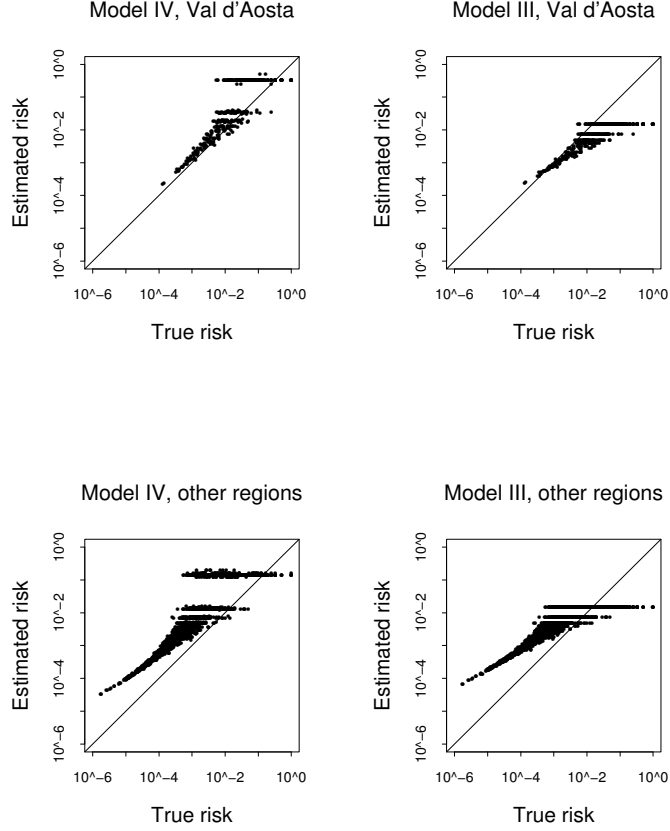 Model IV, Val d'Aosta
Estimated risk
10^0
10^−2
10^−4
10^−6
10^−6 10^−4 10^−2 10^0
True risk
Model III, Val d'Aosta
Estimated risk
10^0
10^−2
10^−4
10^−6
10^−6 10^−4 10^−2 10^0
True risk
Model IV, other regions
Estimated risk
10^0
10^−2
10^−4
10^−6
10^−6 10^−4 10^−2 10^0
True risk
Model III, other regions
Estimated risk
10^0
10^−2
10^−4
10^−6
10^−6 10^−4 10^−2 10^0
True risk